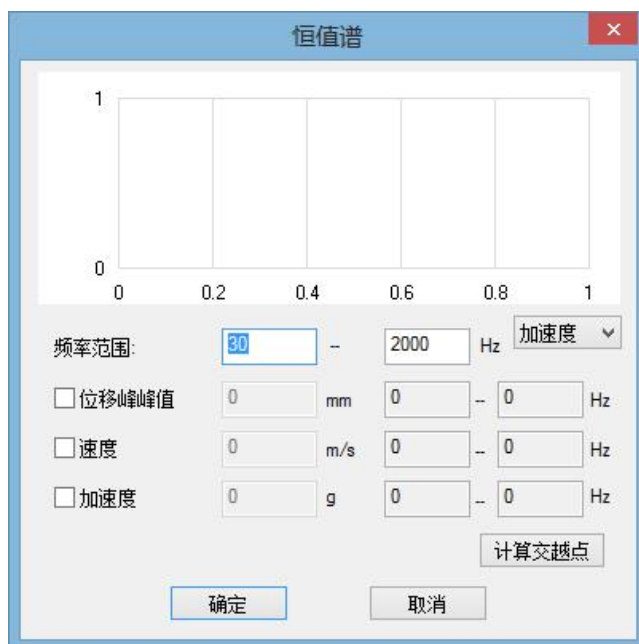 恒值谱
1
0
0 0.2 0.4 0.6 0.8 1
频率范围: 30 -- 2000 Hz 加速度
位移峰峰值 0 mm 0 -- 0 Hz
速度 0 m/s 0 -- 0 Hz
加速度 0 g 0 -- 0 Hz
计算交越点
确定 取消